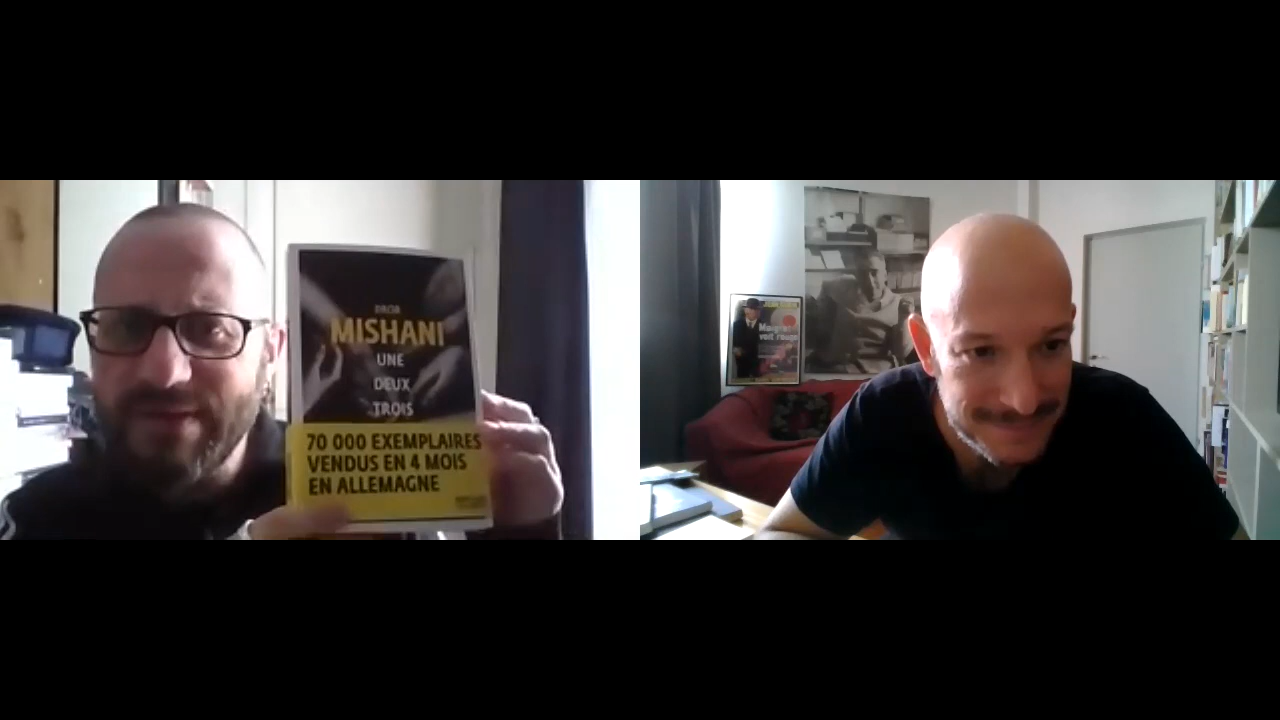 DROR
MISHANI
UNE
DEUX
TROIS
70 000 EXEMPLAIRES
VENDUS EN 4 MOIS
EN ALLEMAGNE
Maigret
voit rouge